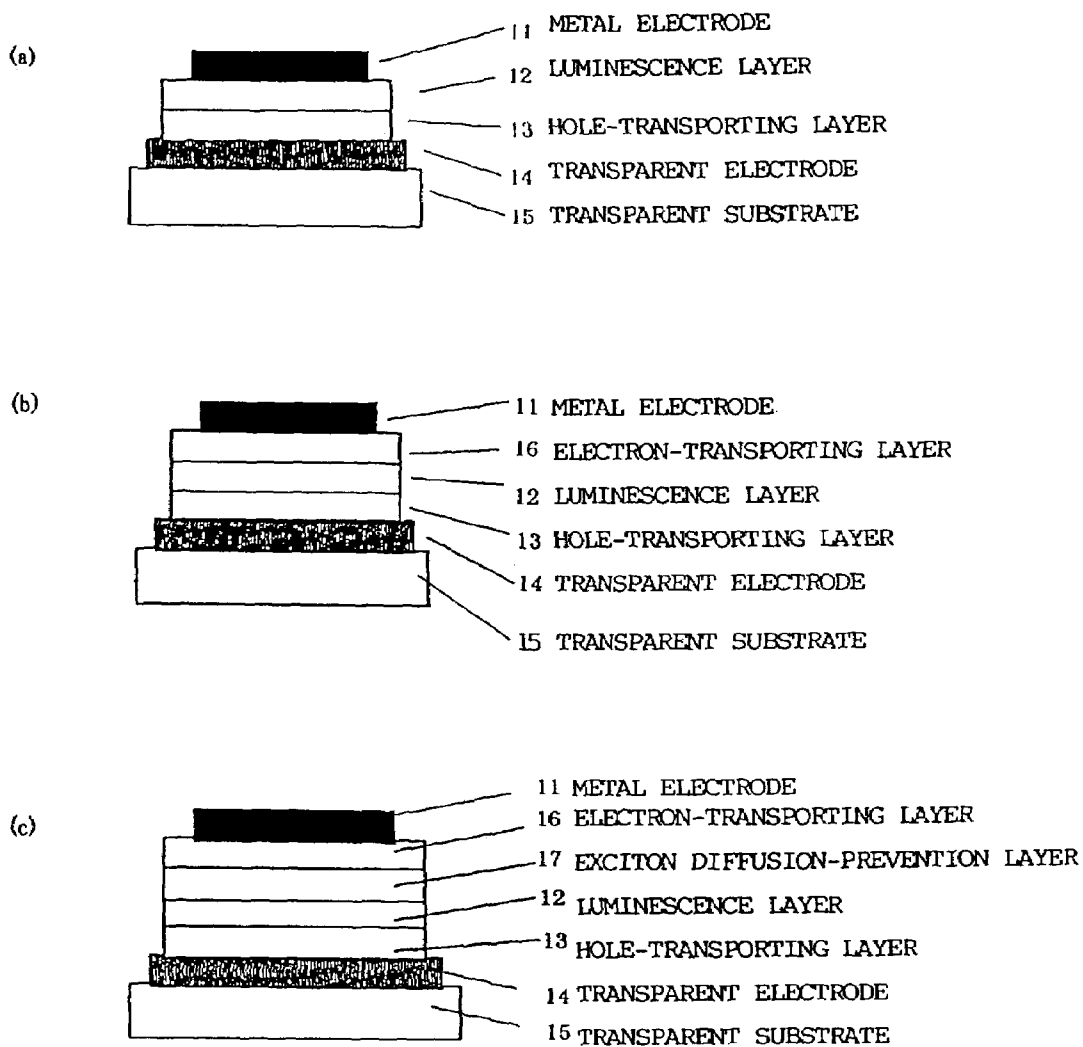 (a)
11 METAL ELECTRODE
12 LUMINESCENCE LAYER
13 HOLE-TRANSPORTING LAYER
14 TRANSPARENT ELECTRODE
15 TRANSPARENT SUBSTRATE
(b)
11 METAL ELECTRODE
16 ELECTRON-TRANSPORTING LAYER
12 LUMINESCENCE LAYER
13 HOLE-TRANSPORTING LAYER
14 TRANSPARENT ELECTRODE
15 TRANSPARENT SUBSTRATE
(c)
11 METAL ELECTRODE
16 ELECTRON-TRANSPORTING LAYER
17 EXCITON DIFFUSION-PREVENTION LAYER
12 LUMINESCENCE LAYER
13 HOLE-TRANSPORTING LAYER
14 TRANSPARENT ELECTRODE
15 TRANSPARENT SUBSTRATE